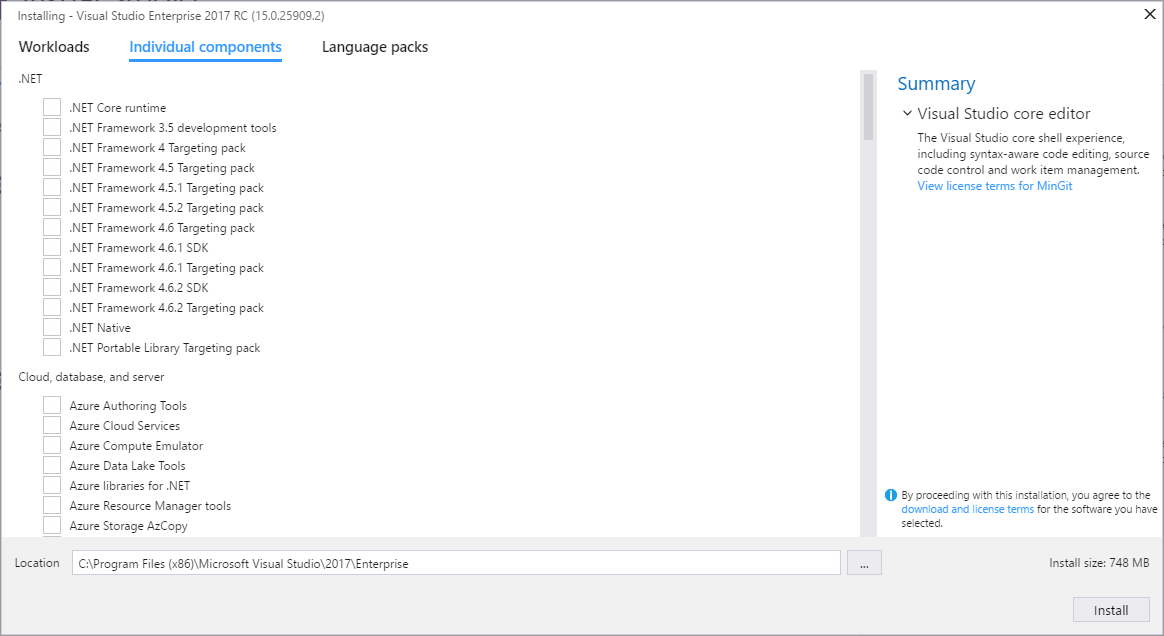 Installing - Visual Studio Enterprise 2017 RC (15.0.25909.2)
Workloads
Individual components
Language packs
.NET
.NET Core runtime
.NET Framework 3.5 development tools
.NET Framework 4 Targeting pack
.NET Framework 4.5 Targeting pack
.NET Framework 4.5.1 Targeting pack
.NET Framework 4.5.2 Targeting pack
.NET Framework 4.6 Targeting pack
.NET Framework 4.6.1 SDK
.NET Framework 4.6.1 Targeting pack
.NET Framework 4.6.2 SDK
.NET Framework 4.6.2 Targeting pack
.NET Native
.NET Portable Library Targeting pack
Cloud, database, and server
Azure Authoring Tools
Azure Cloud Services
Azure Compute Emulator
Azure Data Lake Tools
Azure libraries for .NET
Azure Resource Manager tools
Azure Storage AzCopy
Summary
Visual Studio core editor
The Visual Studio core shell experience,
including syntax-aware code editing, source
code control and work item management.
View license terms for MinGit
By proceeding with this installation, you agree to the
download and license terms for the software you have
selected.
Location
C:\Program Files (x86)\Microsoft Visual Studio\2017\Enterprise
...
Install size: 748 MB
Install